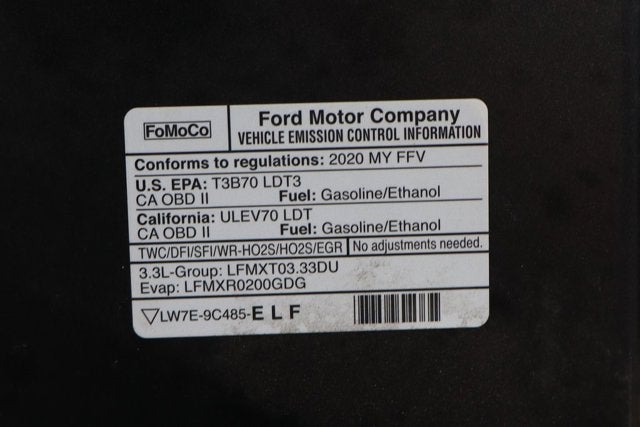 FoMoCo
Ford Motor Company
VEHICLE EMISSION CONTROL INFORMATION
Conforms to regulations: 2020 MY FFV
U.S. EPA: T3B70 LDT3
CA OBD II Fuel: Gasoline/Ethanol
California: ULEV70 LDT
CA OBD II Fuel: Gasoline/Ethanol
TWC/DFI/SFI/WR-HO2S/HO2S/EGR No adjustments needed.
3.3L-Group: LFMXT03.33DU
Evap: LFMXR0200GDG
LW7E-9C485-E L F